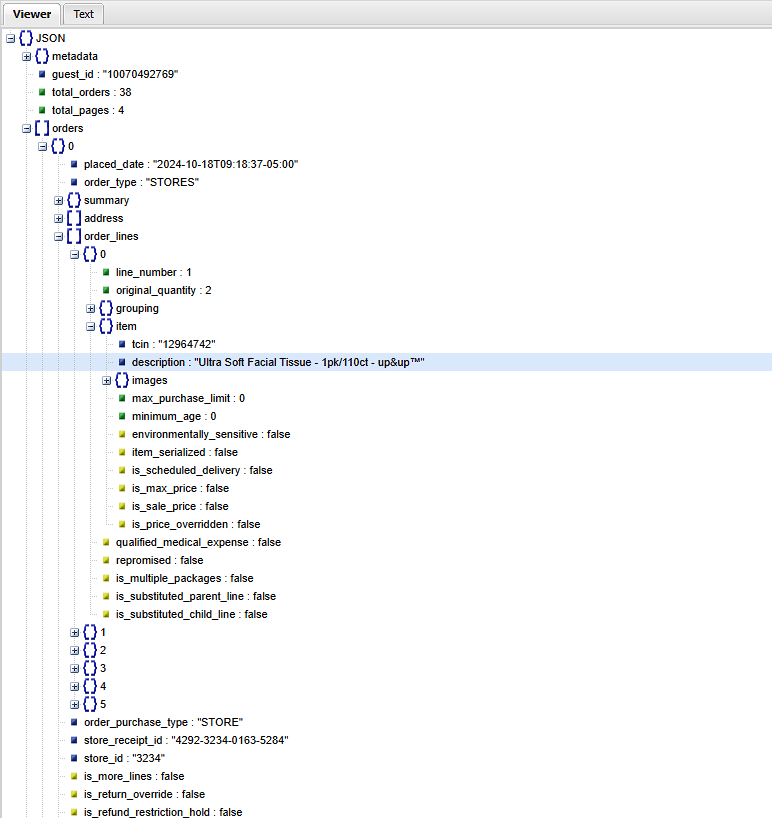 Viewer Text
JSON
metadata
guest_id : "10070492769"
total_orders : 38
total_pages : 4
orders
0
placed_date : "2024-10-18T09:18:37-05:00"
order_type : "STORES"
summary
address
order_lines
0
line_number : 1
original_quantity : 2
grouping
item
tcin : "12964742"
description : "Ultra Soft Facial Tissue - 1pk/110ct - up&up™"
images
max_purchase_limit : 0
minimum_age : 0
environmentally_sensitive : false
item_serialized : false
is_scheduled_delivery : false
is_max_price : false
is_sale_price : false
is_price_overridden : false
qualified_medical_expense : false
repromised : false
is_multiple_packages : false
is_substituted_parent_line : false
is_substituted_child_line : false
1
2
3
4
5
order_purchase_type : "STORE"
store_receipt_id : "4292-3234-0163-5284"
store_id : "3234"
is_more_lines : false
is_return_override : false
is_refund_restriction_hold : false